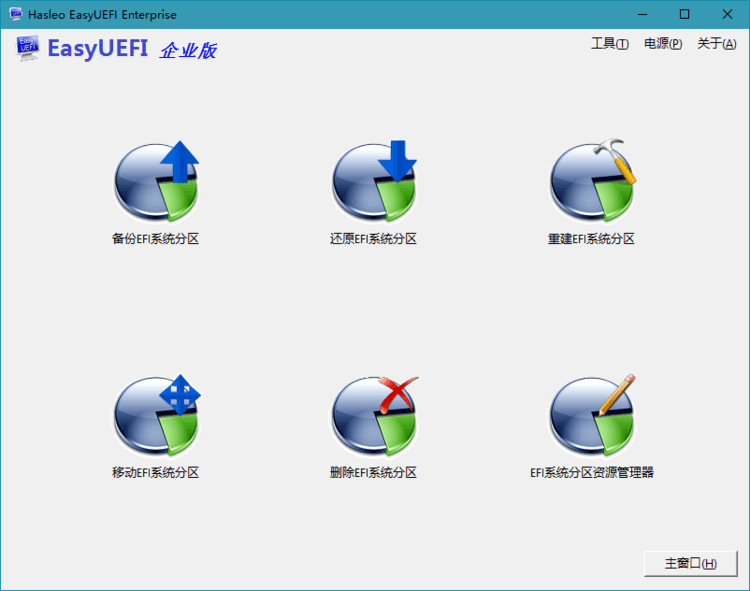 Hasleo EasyUEFI Enterprise
EasyUEFI 企业版
工具(T) 电源(P) 关于(A)
备份EFI系统分区 还原EFI系统分区 重建EFI系统分区
移动EFI系统分区 删除EFI系统分区 EFI系统分区资源管理器
主窗口(H)